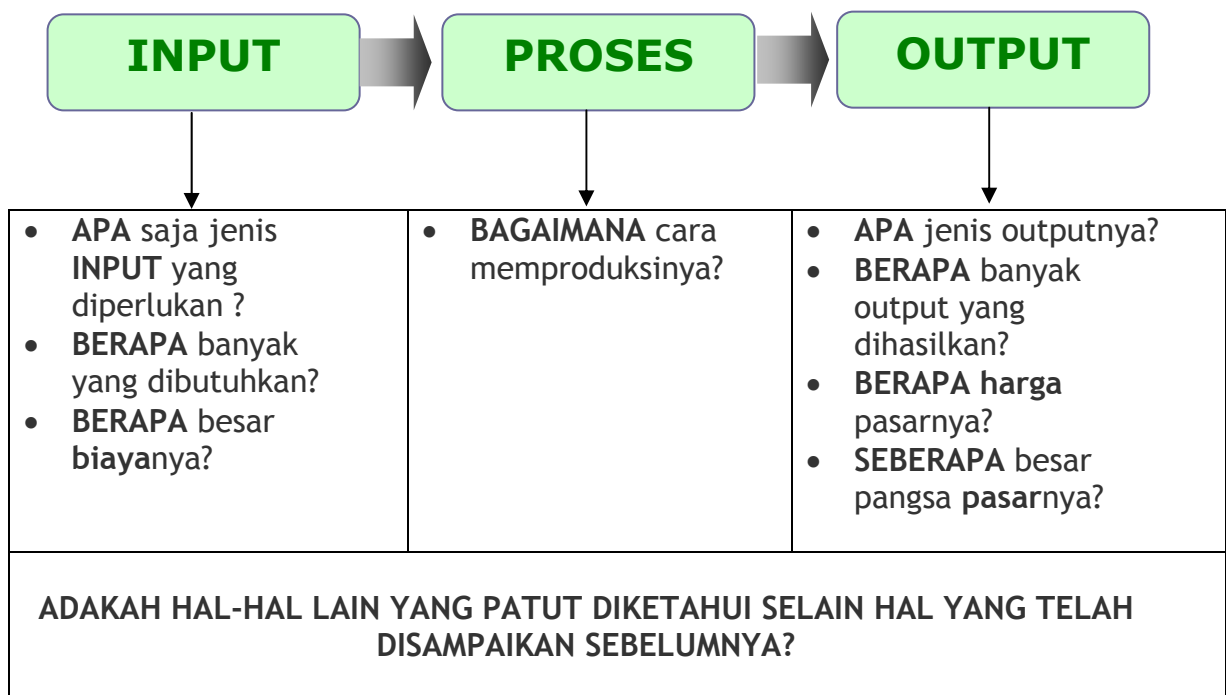 INPUT
PROSES
OUTPUT
• APA saja jenis
INPUT yang
diperlukan ?
• BERAPA banyak
yang dibutuhkan?
• BERAPA besar
biayanya?
• BAGAIMANA cara
memproduksinya?
• APA jenis outputnya?
• BERAPA banyak
output yang
dihasilkan?
• BERAPA harga
pasarnya?
• SEBERAPA besar
pangsa pasarnya?
ADAKAH HAL-HAL LAIN YANG PATUT DIKETAHUI SELAIN HAL YANG TELAH
DISAMPAIKAN SEBELUMNYA?